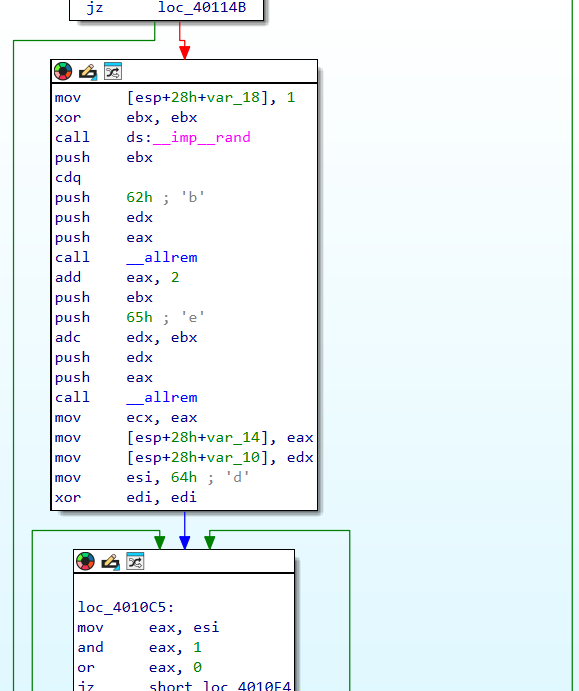 jz loc_40114B
mov [esp+28h+var_18], 1
xor ebx, ebx
call ds:__imp__rand
push ebx
cdq
push 62h ; 'b'
push edx
push eax
call __allrem
add eax, 2
push ebx
push 65h ; 'e'
adc edx, ebx
push edx
push eax
call __allrem
mov ecx, eax
mov [esp+28h+var_14], eax
mov [esp+28h+var_10], edx
mov esi, 64h ; 'd'
xor edi, edi
loc_4010C5:
mov eax, esi
and eax, 1
or eax, 0
jz short loc_4010E4